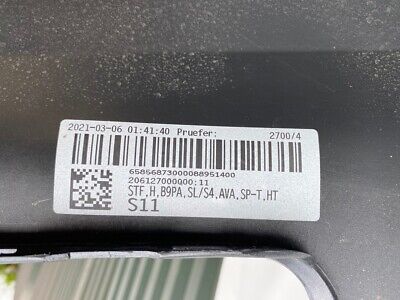 2021-03-06 01:41:40 Pruefer: 2700/4
65856873000088951400
206127000000:11
STF,H,B9PA,SL/S4,AVA,SP-T,HT
S11